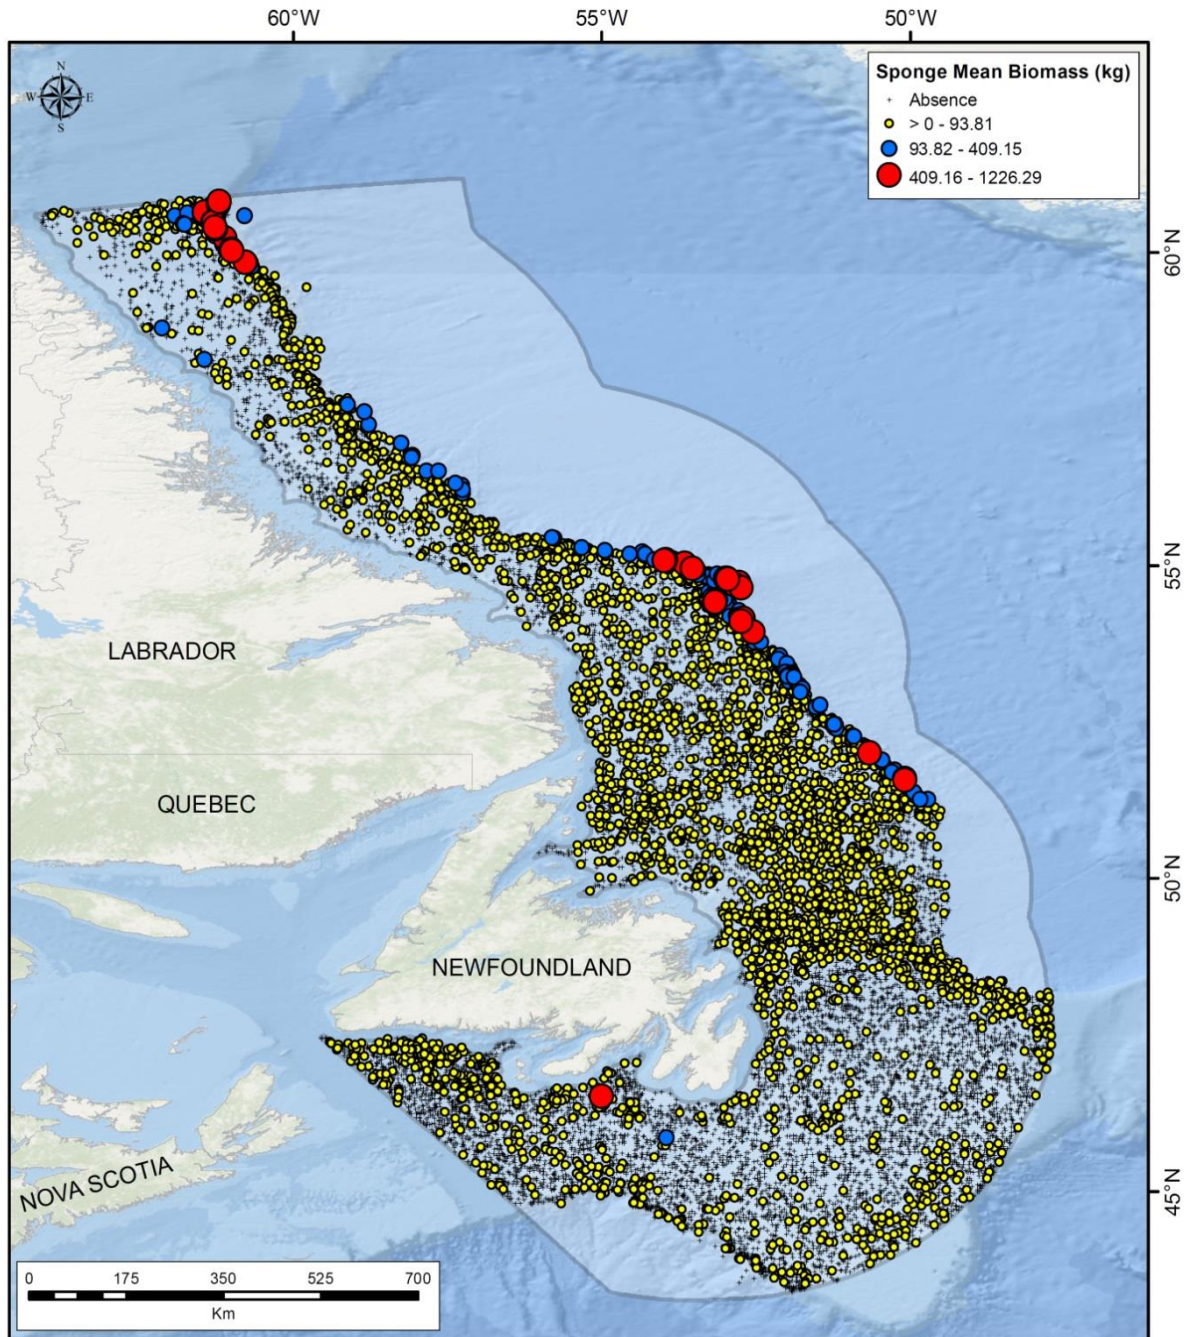 60°W 55°W 50°W
N
W E
S
Sponge Mean Biomass (kg)
Absence
> 0 - 93.81
93.82 - 409.15
409.16 - 1226.29
60°N
55°N
LABRADOR
QUEBEC
50°N
NEWFOUNDLAND
NOVA SCOTIA
45°N
0 175 350 525 700
Km